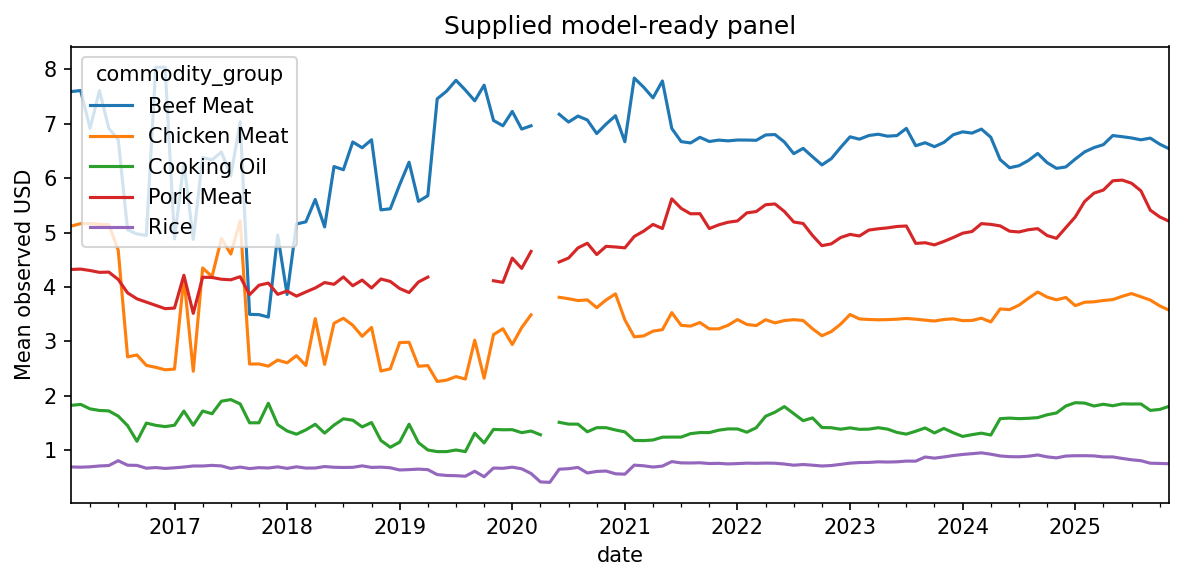 Supplied model-ready panel
commodity_group
Beef Meat
Chicken Meat
Cooking Oil
Pork Meat
Rice
Mean observed USD
8
7
6
5
4
3
2
1
2017 2018 2019 2020 2021 2022 2023 2024 2025
date